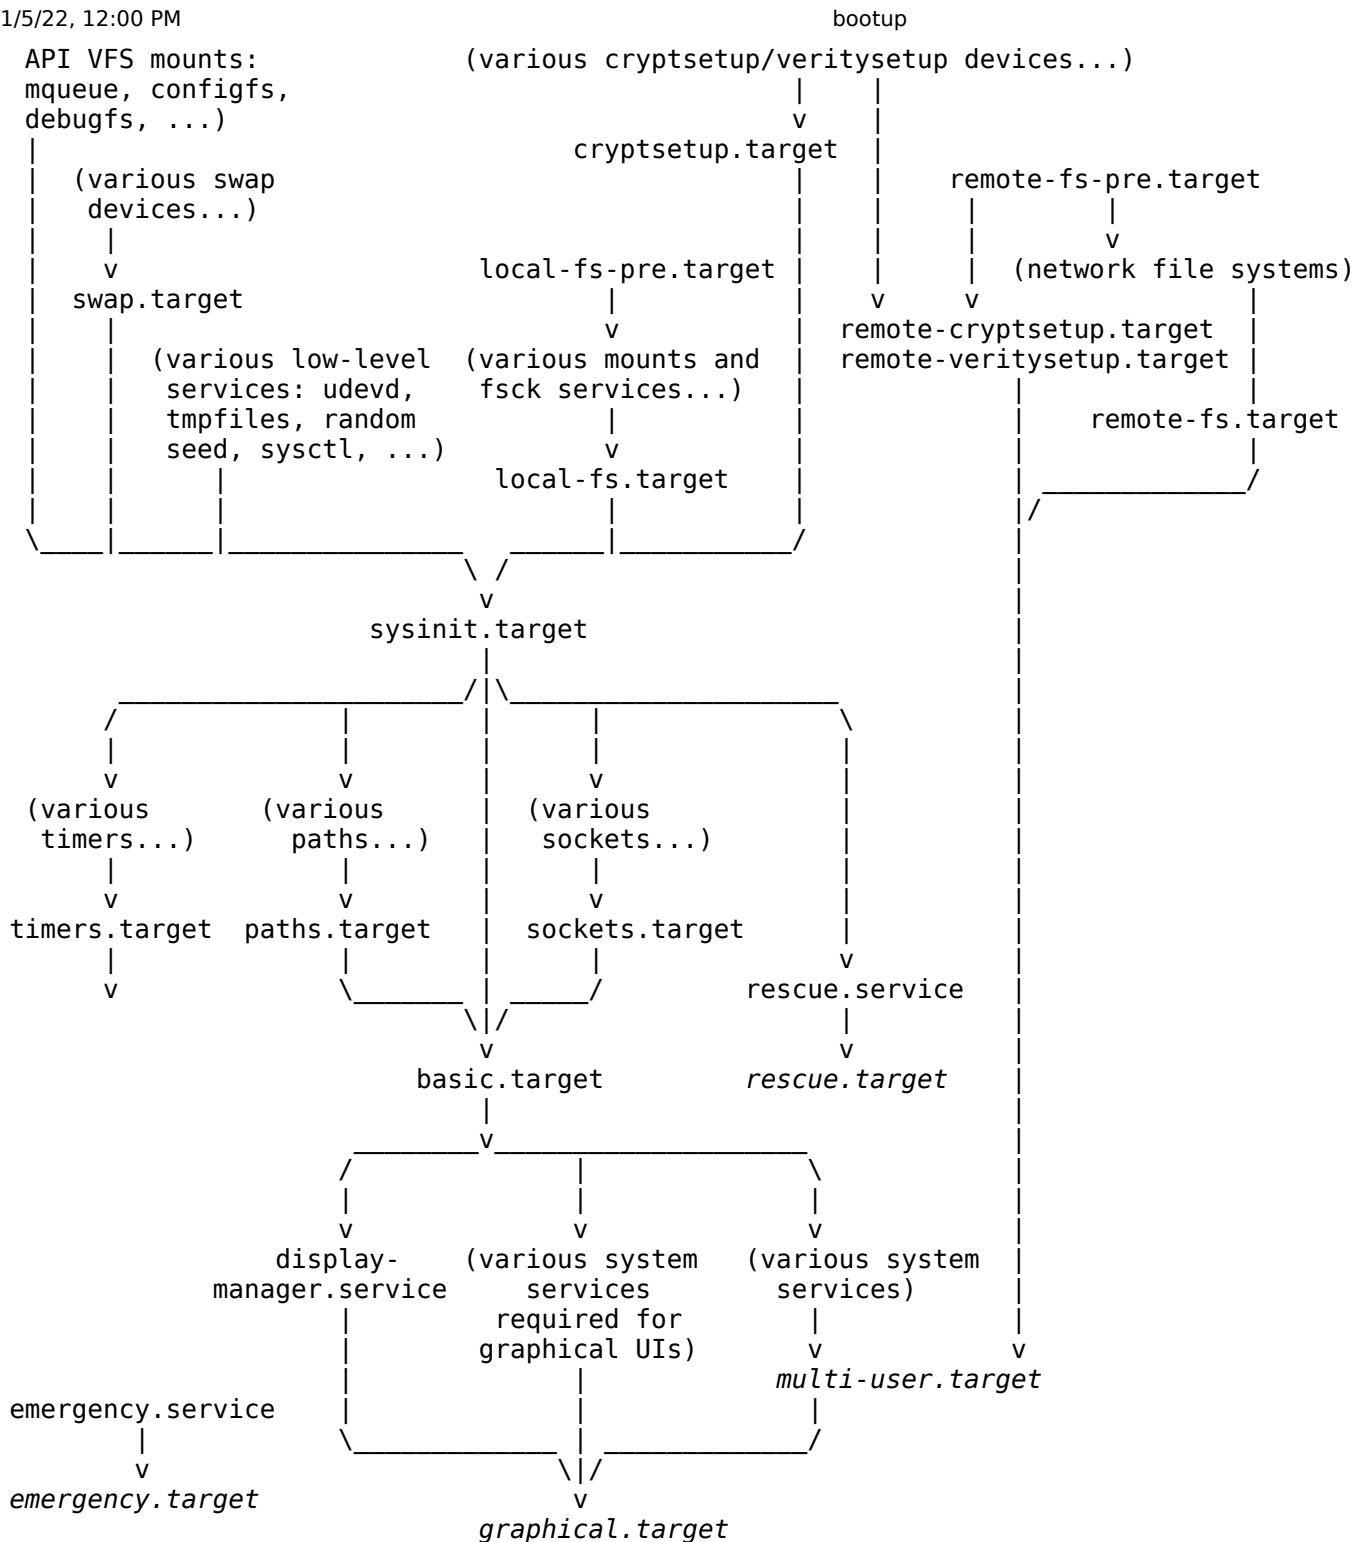 1/5/22, 12:00 PM bootup
API VFS mounts: (various cryptsetup/veritysetup devices...)
mqueue, configfs,
debugfs, ...)
cryptsetup.target
(various swap remote-fs-pre.target
devices...)
local-fs-pre.target (network file systems)
swap.target
remote-cryptsetup.target
(various low-level (various mounts and remote-veritysetup.target
services: udevd, fsck services...)
tmpfiles, random remote-fs.target
seed, sysctl, ...)
local-fs.target
sysinit.target
(various (various (various
timers...) paths...) sockets...)
timers.target paths.target sockets.target
rescue.service
basic.target rescue.target
display- (various system (various system
manager.service services services)
required for
graphical UIs)
multi-user.target
emergency.service
emergency.target
graphical.target